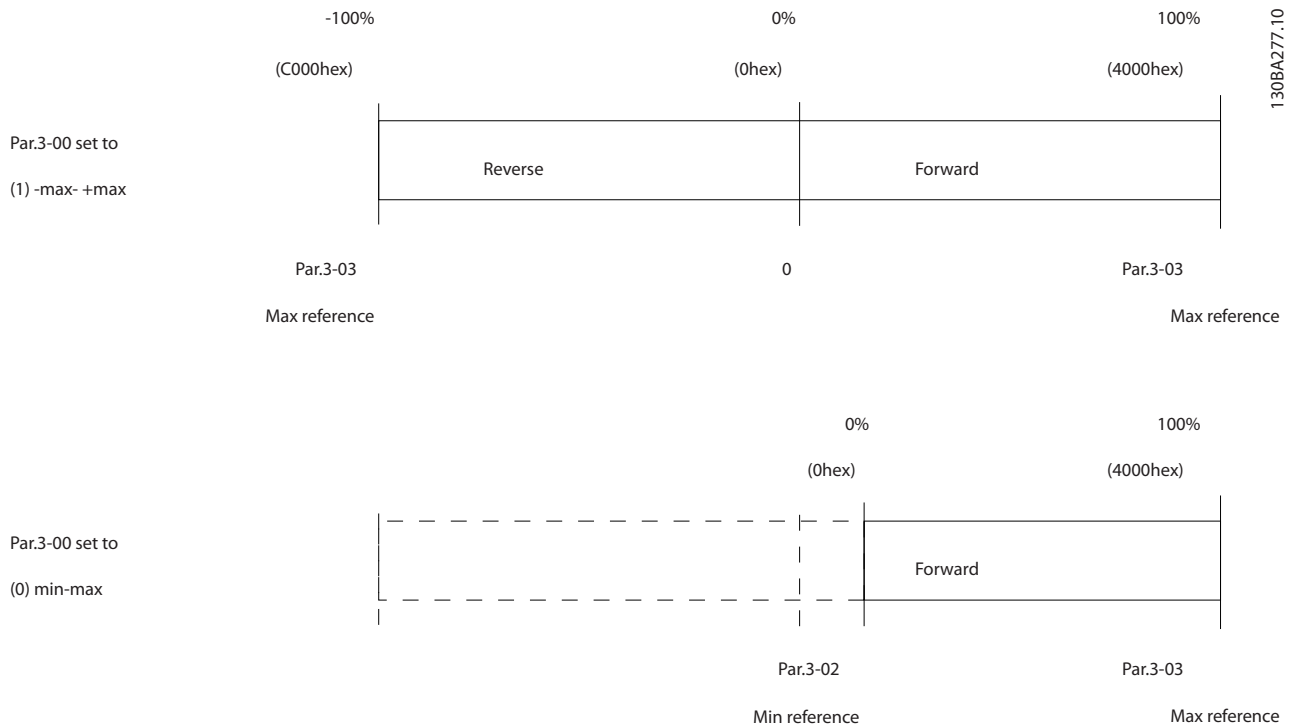 -100% 0% 100%
(C000hex) (0hex) (4000hex)
130BA277.10
Par.3-00 set to
(1) -max- +max
Reverse Forward
Par.3-03 0 Par.3-03
Max reference Max reference
0% 100%
(0hex) (4000hex)
Par.3-00 set to
(0) min-max
Forward
Par.3-02 Par.3-03
Min reference Max reference